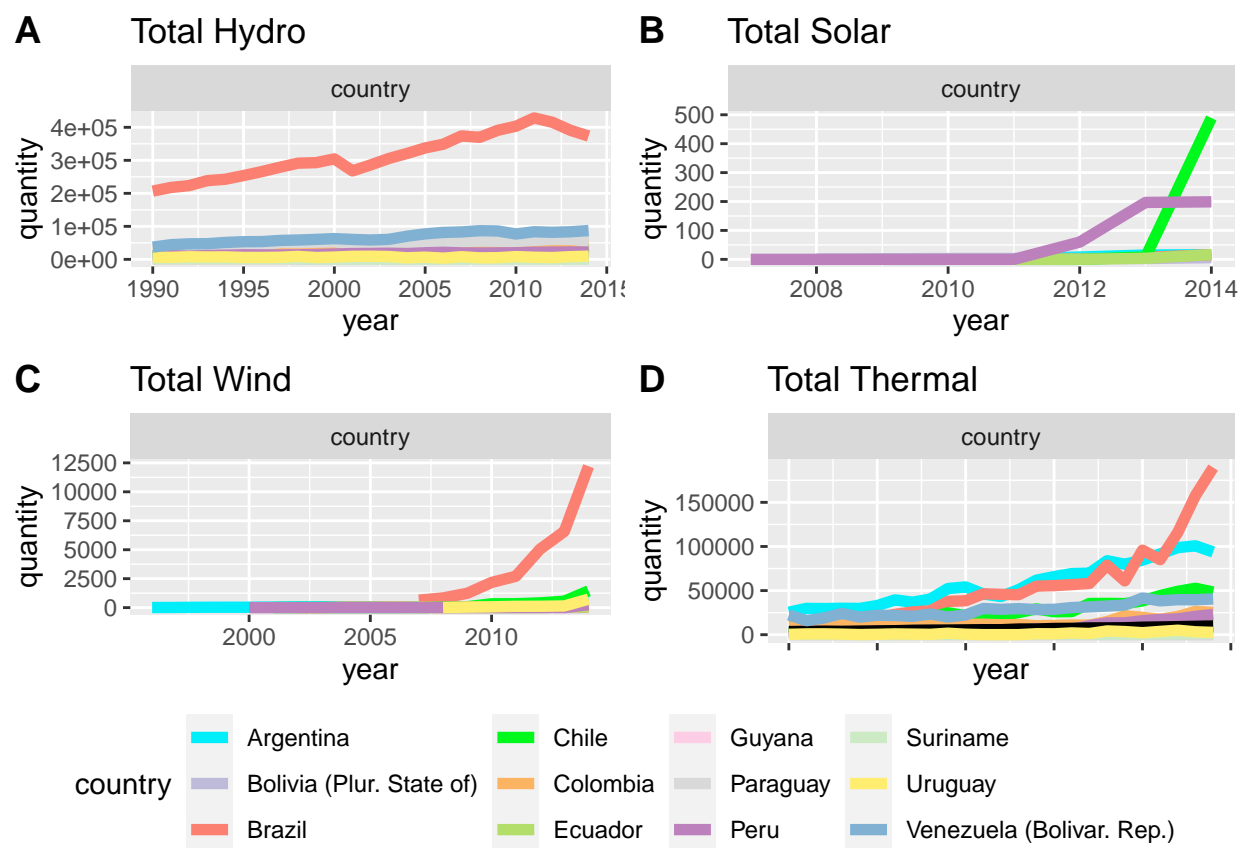 A Total Hydro
country
quantity
4e+05
3e+05
2e+05
1e+05
0e+00
1990 1995 2000 2005 2010 2015
year
B Total Solar
country
quantity
500
400
300
200
100
0
2008 2010 2012 2014
year
C Total Wind
country
quantity
12500
10000
7500
5000
2500
0
2000 2005 2010
year
D Total Thermal
country
quantity
150000
100000
50000
0
year
country
Argentina Chile Guyana Suriname
Bolivia (Plur. State of) Colombia Paraguay Uruguay
Brazil Ecuador Peru Venezuela (Bolivar. Rep.)